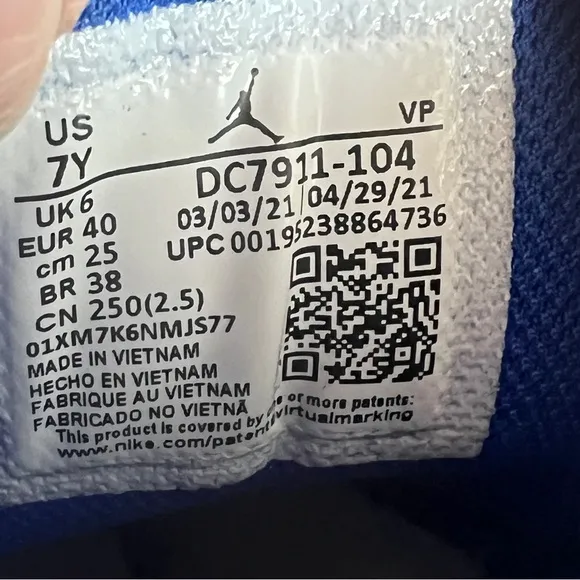 US
7Y
VP
UK 6
EUR 40
cm 25
BR 38
CN 250(2.5)
DC7911-104
03/03/21 04/29/21
UPC 00195238864736
01XM7K6NMJS77
MADE IN VIETNAM
HECHO EN VIETNAM
FABRIQUE AU VIETNAM
FABRICADO NO VIETNÃ
This product is covered by one or more patents:
www.nike.com/patentsvirtualmarking